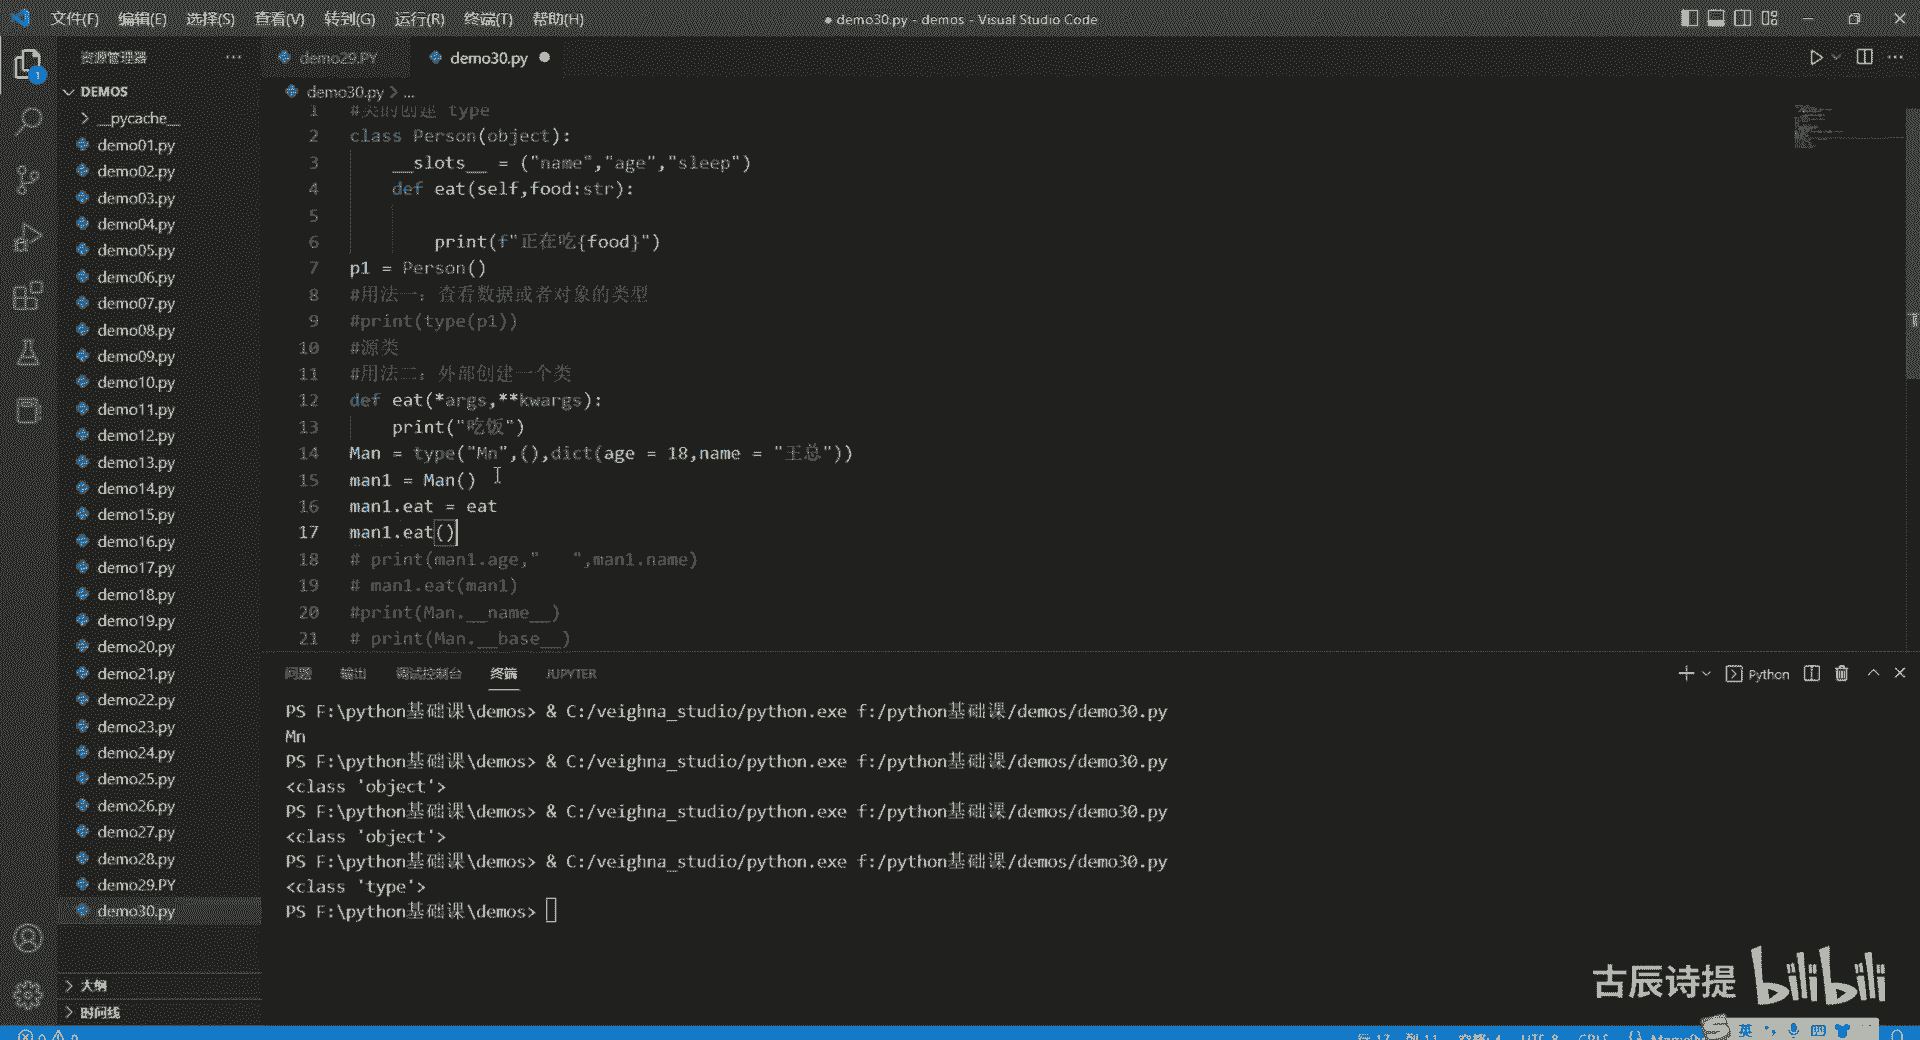 文件(F) 编辑(E) 选择(S) 查看(V) 转到(G) 运行(R) 终端(T) 帮助(H)
● demo30.py - demos - Visual Studio Code
资源管理器
demo29.PY
demo30.py
1
DEMOS
demo30.py > ...
__pycache__
demo01.py
demo02.py
demo03.py
demo04.py
demo05.py
demo06.py
demo07.py
demo08.py
demo09.py
demo10.py
demo11.py
demo12.py
demo13.py
demo14.py
demo15.py
demo16.py
demo17.py
demo18.py
demo19.py
demo20.py
demo21.py
demo22.py
demo23.py
demo24.py
demo25.py
demo26.py
demo27.py
demo28.py
demo29.PY
demo30.py
大纲
时间线
1 #类的创建 type
2 class Person(object):
3 __slots__ = ("name","age","sleep")
4 def eat(self,food:str):
5
6 print(f"正在吃{food}")
7 p1 = Person()
8 #用法一：查看数据或者对象的类型
9 #print(type(p1))
10 #源类
11 #用法二：外部创建一个类
12 def eat(*args,**kwargs):
13 print("吃饭")
14 Man = type("Mn",(),dict(age = 18,name = "王总"))
15 man1 = Man()
16 man1.eat = eat
17 man1.eat()
18 # print(man1.age,"   ",man1.name)
19 # man1.eat(man1)
20 #print(Man.__name__)
21 # print(Man.__base__)
问题 输出 调试控制台 终端 JUPYTER
Python
PS F:\python基础课\demos> & C:/veighna_studio/python.exe f:/python基础课/demos/demo30.py
Mn
PS F:\python基础课\demos> & C:/veighna_studio/python.exe f:/python基础课/demos/demo30.py
<class 'object'>
PS F:\python基础课\demos> & C:/veighna_studio/python.exe f:/python基础课/demos/demo30.py
<class 'object'>
PS F:\python基础课\demos> & C:/veighna_studio/python.exe f:/python基础课/demos/demo30.py
<class 'type'>
PS F:\python基础课\demos>
古辰诗提 bilibili
英